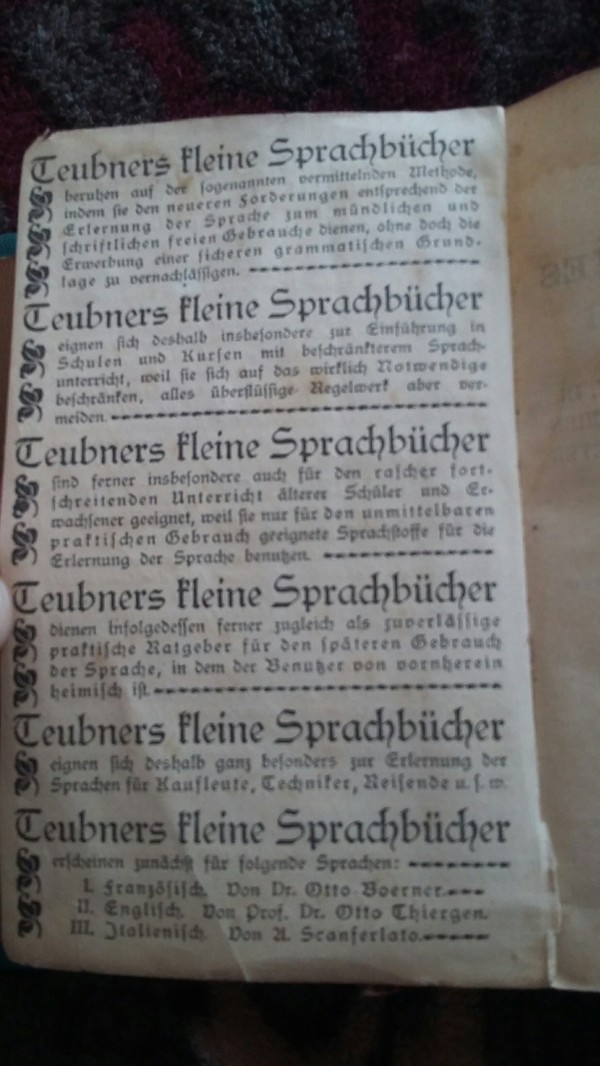 Teubners kleine Sprachbücher
beruhen auf der sogenannten vermittelnden Methode,
indem sie den neueren Forderungen entsprechend der
Erlernung der Sprache zum mündlichen und
schriftlichen freien Gebrauche dienen, ohne doch die
Erwerbung einer sicheren grammatischen Grund-
lage zu vernachlässigen.
Teubners kleine Sprachbücher
eignen sich deshalb insbesondere zur Einführung in
Schulen und Kursen mit beschränkterem Sprach-
unterricht, weil sie sich auf das wirklich Notwendige
beschränken, alles überflüssige Regelwerk aber ver-
meiden.
Teubners kleine Sprachbücher
sind ferner insbesondere auch für den rascher fort-
schreitenden Unterricht älterer Schüler und Er-
wachsener geeignet, weil sie nur für den unmittelbaren
praktischen Gebrauch geeignete Sprachstoffe für die
Erlernung der Sprache benutzen.
Teubners kleine Sprachbücher
dienen infolgedessen ferner zugleich als zuverlässige
praktische Ratgeber für den späteren Gebrauch
der Sprache, in dem der Benutzer von vornherein
heimisch ist.
Teubners kleine Sprachbücher
eignen sich deshalb ganz besonders zur Erlernung der
Sprachen für Kaufleute, Techniker, Reisende u. s. w.
Teubners kleine Sprachbücher
erscheinen zunächst für folgende Sprachen:
I. Französisch. Von Dr. Otto Boerner.
II. Englisch. Von Prof. Dr. Otto Thiergen.
III. Italienisch. Von A. Scanferlato.